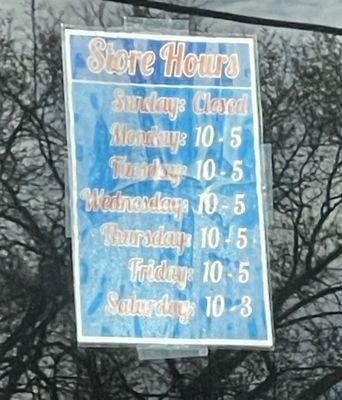 Store Hours
Sunday: Closed
Monday: 10 - 5
Tuesday: 10 - 5
Wednesday: 10 - 5
Thursday: 10 - 5
Friday: 10 - 5
Saturday: 10 - 3